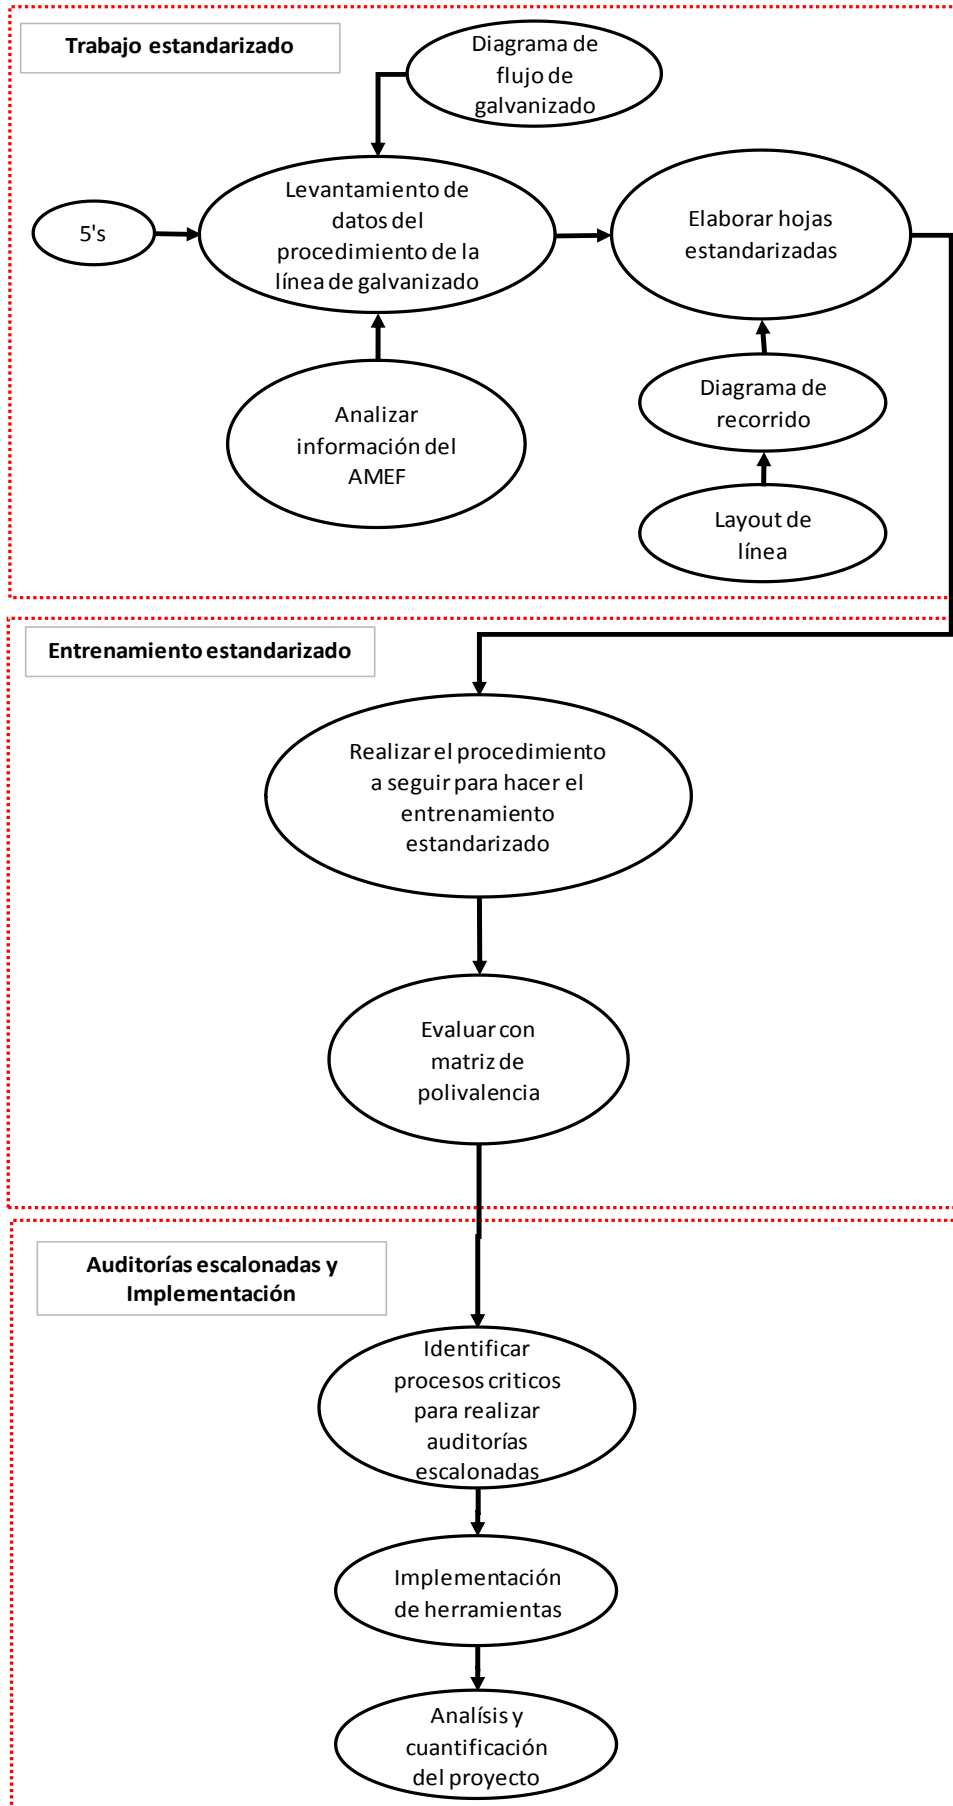 Trabajo estandarizado
Diagrama de
flujo de
galvanizado
Levantamiento de
datos del
procedimiento de la
línea de galvanizado
5's
Elaborar hojas
estandarizadas
Analizar
información del
AMEF
Diagrama de
recorrido
Layout de
línea
Entrenamiento estandarizado
Realizar el procedimiento
a seguir para hacer el
entrenamiento
estandarizado
Evaluar con
matriz de
polivalencia
Auditorías escalonadas y
Implementación
Identificar
procesos criticos
para realizar
auditorías
escalonadas
Implementación
de herramientas
Analísis y
cuantificación
del proyecto